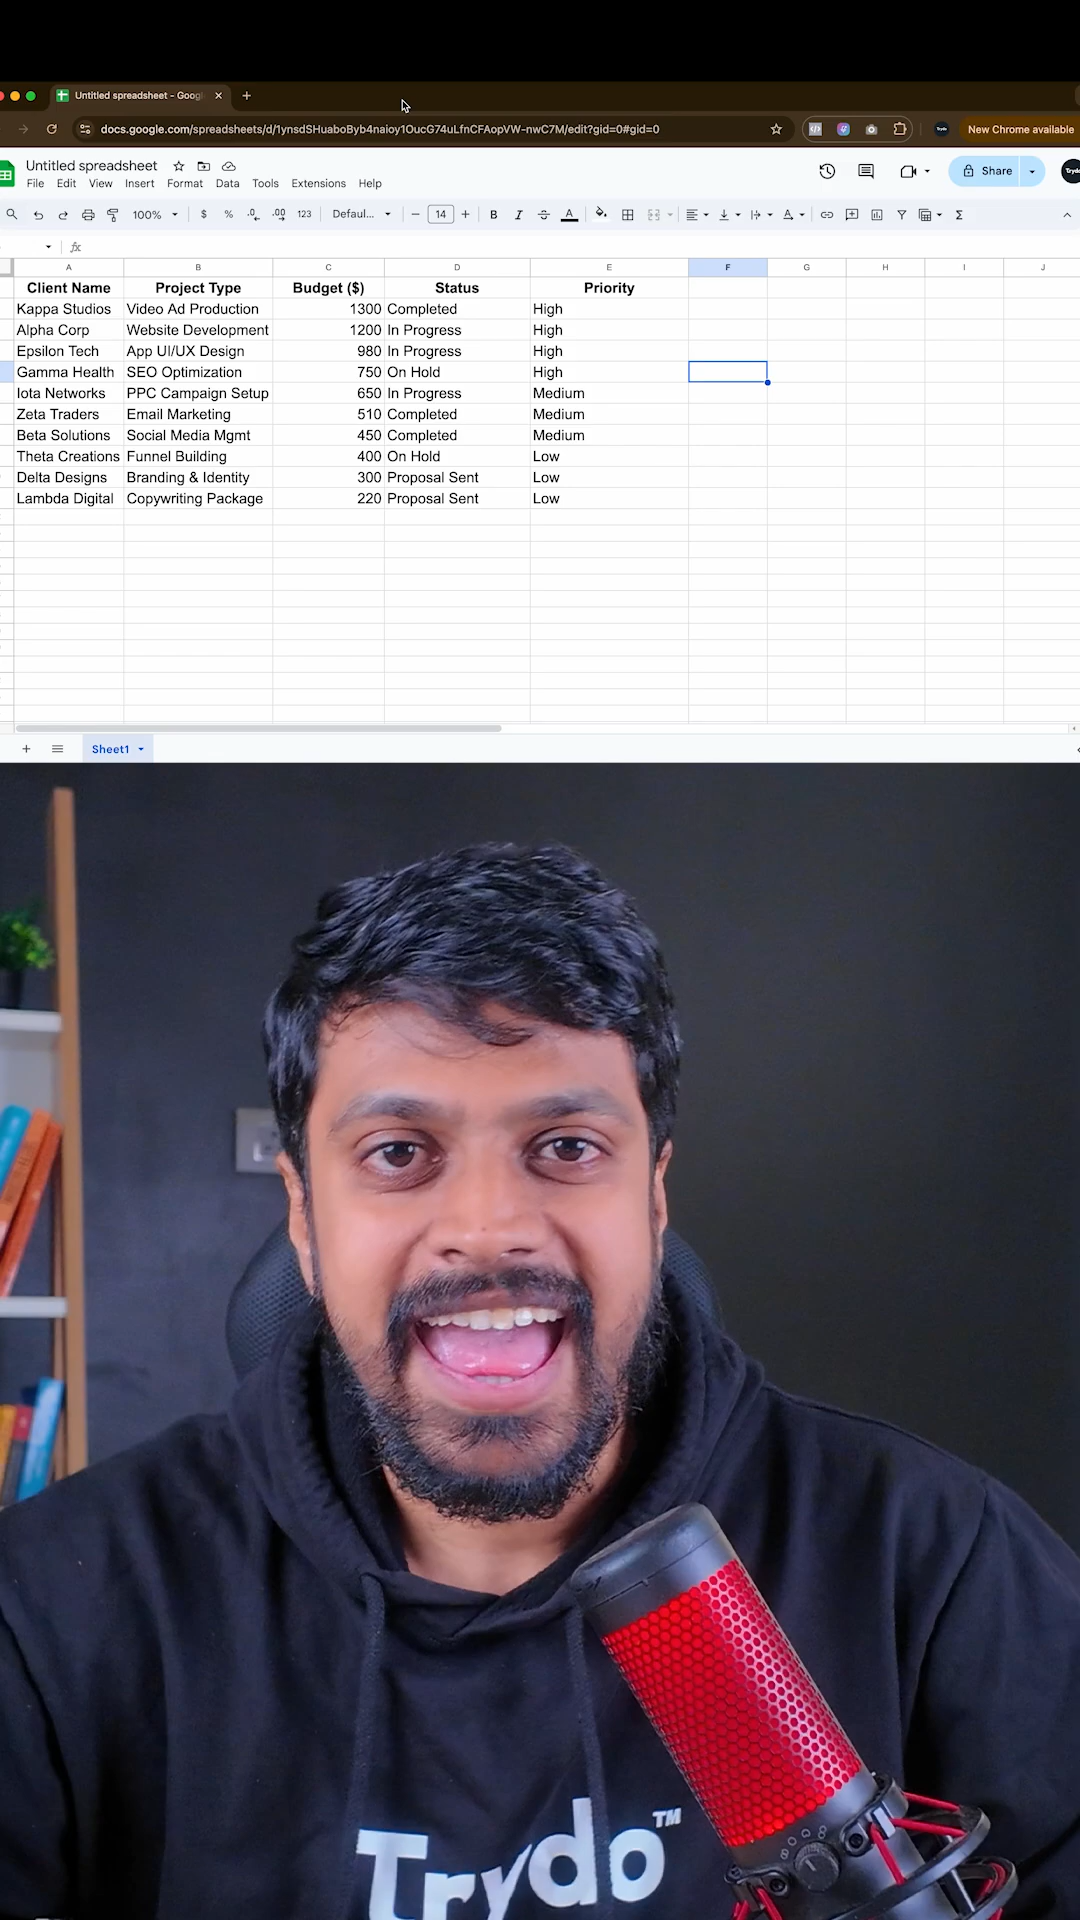 Untitled spreadsheet - Goog
docs.google.com/spreadsheets/d/1ynsdSHuaboByb4naioy1OucG74uLfnCFAopVW-nwC7M/edit?gid=0#gid=0
New Chrome available
Untitled spreadsheet
File Edit View Insert Format Data Tools Extensions Help
Share
Trydo
100% $ % .0 .00 123 Defaul... 14 B I A Σ
fx
A B C D E F G H I J
Client Name Project Type Budget ($) Status Priority
Kappa Studios Video Ad Production 1300 Completed High
Alpha Corp Website Development 1200 In Progress High
Epsilon Tech App UI/UX Design 980 In Progress High
Gamma Health SEO Optimization 750 On Hold High
Iota Networks PPC Campaign Setup 650 In Progress Medium
Zeta Traders Email Marketing 510 Completed Medium
Beta Solutions Social Media Mgmt 450 Completed Medium
Theta Creations Funnel Building 400 On Hold Low
Delta Designs Branding & Identity 300 Proposal Sent Low
Lambda Digital Copywriting Package 220 Proposal Sent Low
Sheet1
Trydo™